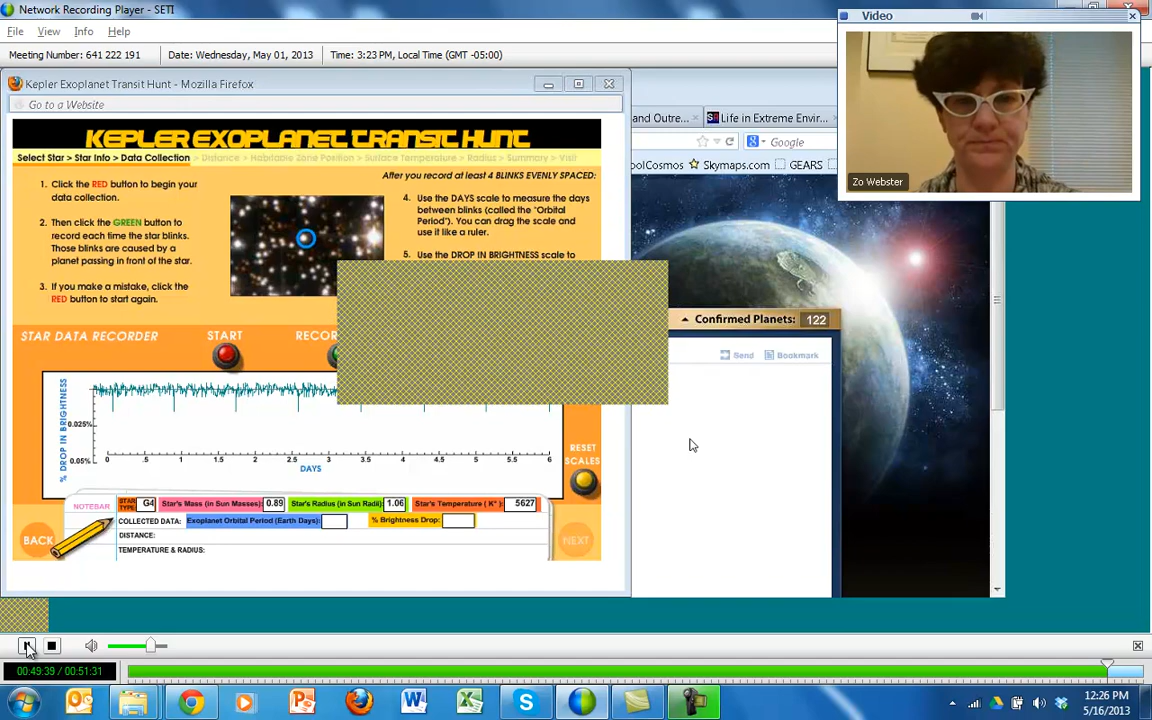 Network Recording Player - SETI
File View Info Help
Meeting Number: 641 222 191 Date: Wednesday, May 01, 2013 Time: 3:23 PM, Local Time (GMT -05:00)
Video
Zo Webster
Kepler Exoplanet Transit Hunt - Mozilla Firefox
Go to a Website
KEPLER EXOPLANET TRANSIT HUNT
Select Star > Star Info > Data Collection > Distance > Habitable Zone Position > Surface Temperature > Radius > Summary > Visit
1. Click the RED button to begin your
data collection.
2. Then click the GREEN button to
record each time the star blinks.
Those blinks are caused by a
planet passing in front of the star.
3. If you make a mistake, click the
RED button to start again.
After you record at least 4 BLINKS EVENLY SPACED:
4. Use the DAYS scale to measure the days
between blinks (called the "Orbital
Period"). You can drag the scale and
use it like a ruler.
5. Use the DROP IN BRIGHTNESS scale to
STAR DATA RECORDER START RECOR
% DROP IN BRIGHTNESS
0.025%
0.05%
0 .5 1 1.5 2 2.5 3 3.5 4 4.5 5 5.5 6
DAYS
RESET
SCALES
NOTEBAR
STAR
TYPE G4 Star's Mass (in Sun Masses): 0.89 Star's Radius (in Sun Radii): 1.06 Star's Temperature ( K° ): 5627
COLLECTED DATA: Exoplanet Orbital Period (Earth Days): % Brightness Drop:
DISTANCE:
TEMPERATURE & RADIUS:
BACK
NEXT
and Outre...
Life in Extreme Envir...
Google
oolCosmos Skymaps.com GEARS
Confirmed Planets: 122
Send Bookmark
00:49:39 / 00:51:31
12:26 PM
5/16/2013